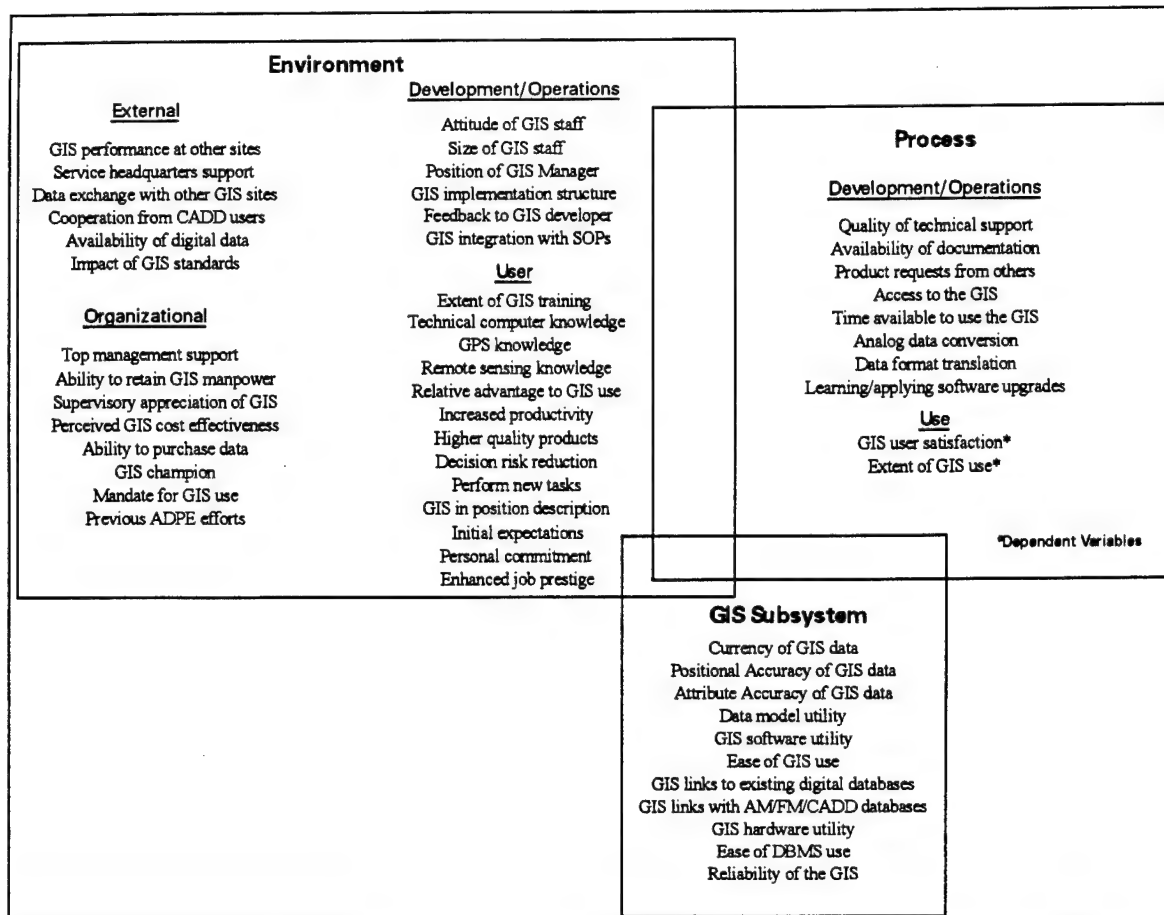 Environment
External
GIS performance at other sites
Service headquarters support
Data exchange with other GIS sites
Cooperation from CADD users
Availability of digital data
Impact of GIS standards
Organizational
Top management support
Ability to retain GIS manpower
Supervisory appreciation of GIS
Perceived GIS cost effectiveness
Ability to purchase data
GIS champion
Mandate for GIS use
Previous ADPE efforts
Development/Operations
Attitude of GIS staff
Size of GIS staff
Position of GIS Manager
GIS implementation structure
Feedback to GIS developer
GIS integration with SOPs
User
Extent of GIS training
Technical computer knowledge
GPS knowledge
Remote sensing knowledge
Relative advantage to GIS use
Increased productivity
Higher quality products
Decision risk reduction
Perform new tasks
GIS in position description
Initial expectations
Personal commitment
Enhanced job prestige
Process
Development/Operations
Quality of technical support
Availability of documentation
Product requests from others
Access to the GIS
Time available to use the GIS
Analog data conversion
Data format translation
Learning/applying software upgrades
Use
GIS user satisfaction*
Extent of GIS use*
*Dependent Variables
GIS Subsystem
Currency of GIS data
Positional Accuracy of GIS data
Attribute Accuracy of GIS data
Data model utility
GIS software utility
Ease of GIS use
GIS links to existing digital databases
GIS links with AM/FM/CADD databases
GIS hardware utility
Ease of DBMS use
Reliability of the GIS